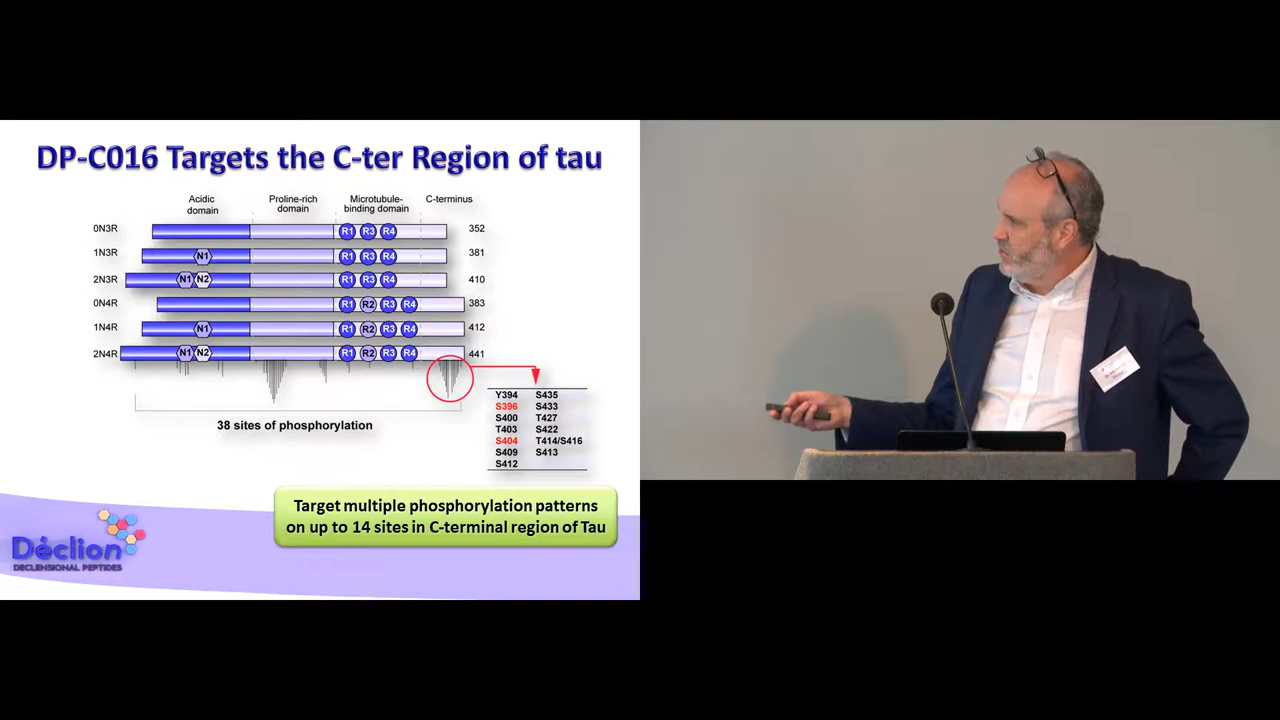 DP-C016 Targets the C-ter Region of tau
Acidic
domain
Proline-rich
domain
Microtubule-
binding domain
C-terminus
0N3R R1 R3 R4 352
1N3R N1 R1 R3 R4 381
2N3R N1 N2 R1 R3 R4 410
0N4R R1 R2 R3 R4 383
1N4R N1 R1 R2 R3 R4 412
2N4R N1 N2 R1 R2 R3 R4 441
38 sites of phosphorylation
Y394 S435
S396 S433
S400 T427
T403 S422
S404 T414/S416
S409 S413
S412
Target multiple phosphorylation patterns
on up to 14 sites in C-terminal region of Tau
Déclion
DECLENSIONAL PEPTIDES